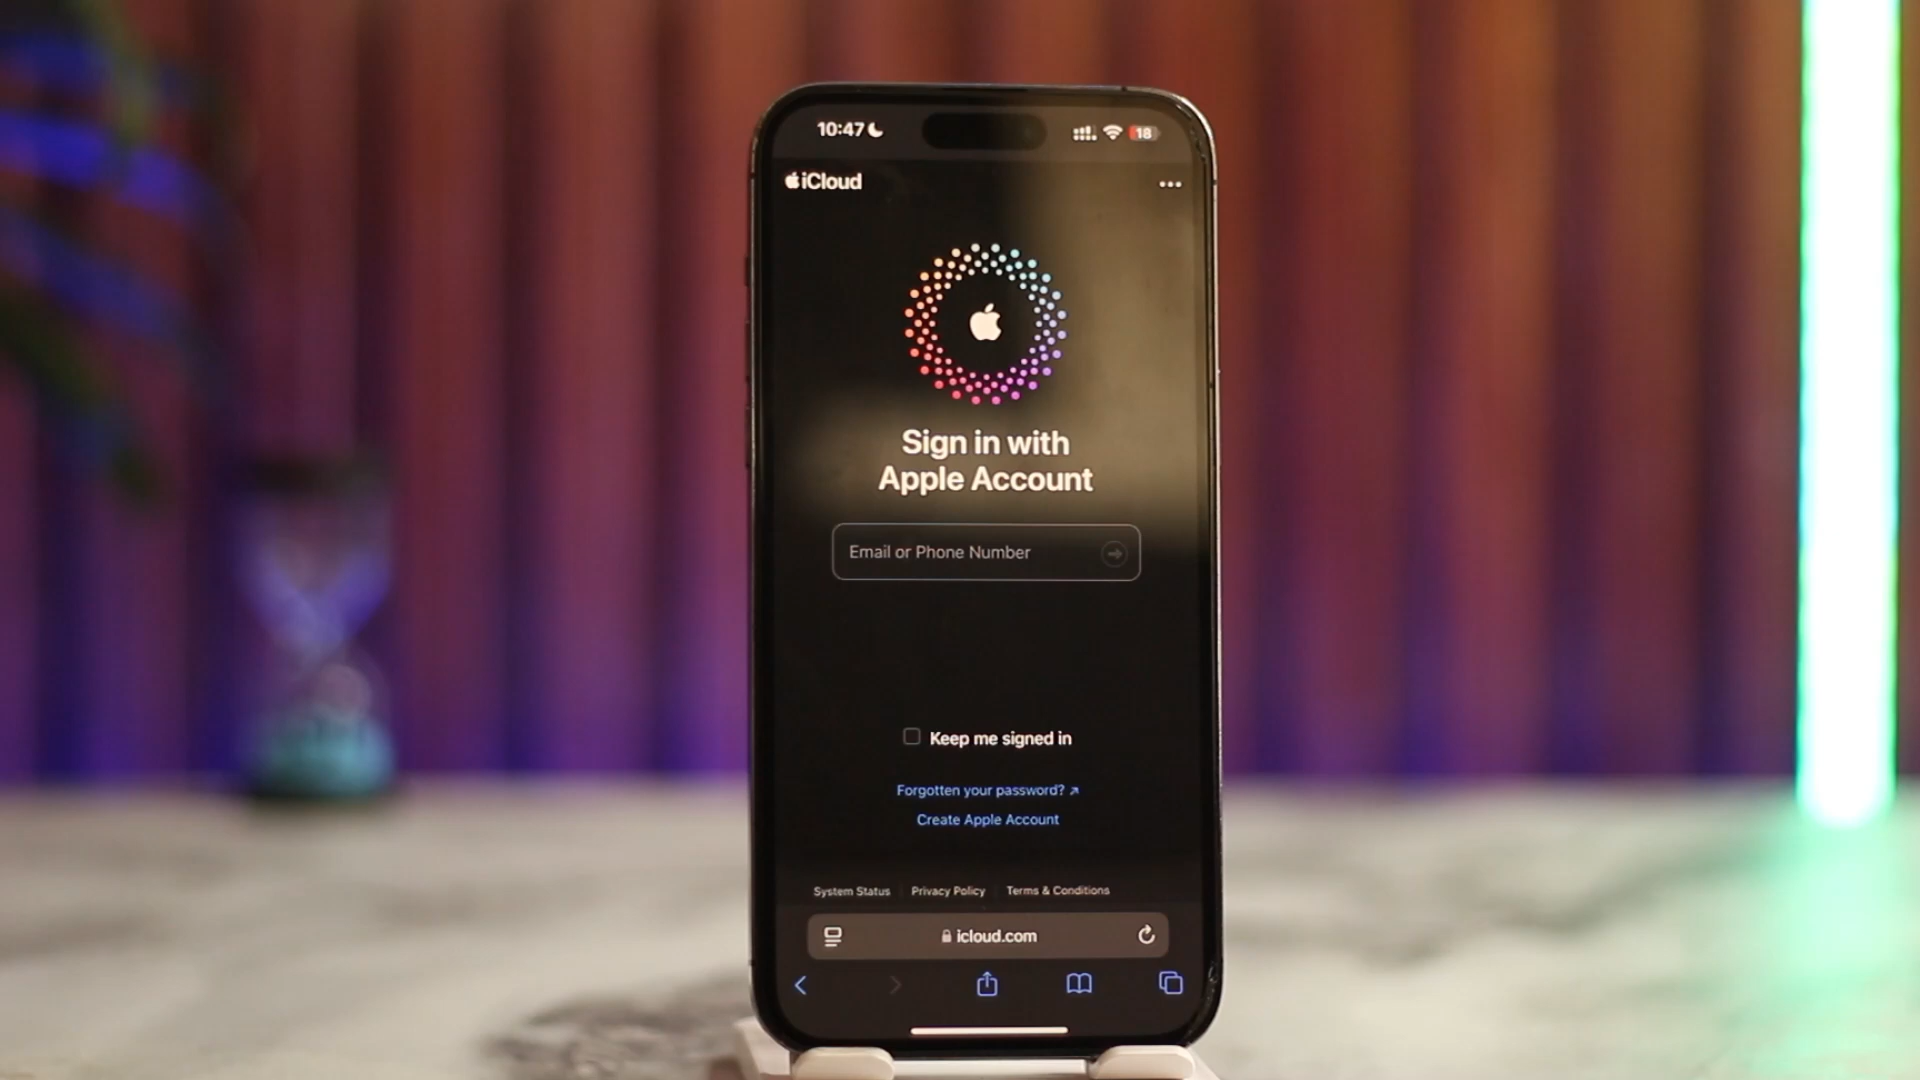 10:47
18
iCloud
Sign in with
Apple Account
Email or Phone Number
Keep me signed in
Forgotten your password? ↗
Create Apple Account
System Status Privacy Policy Terms & Conditions
icloud.com